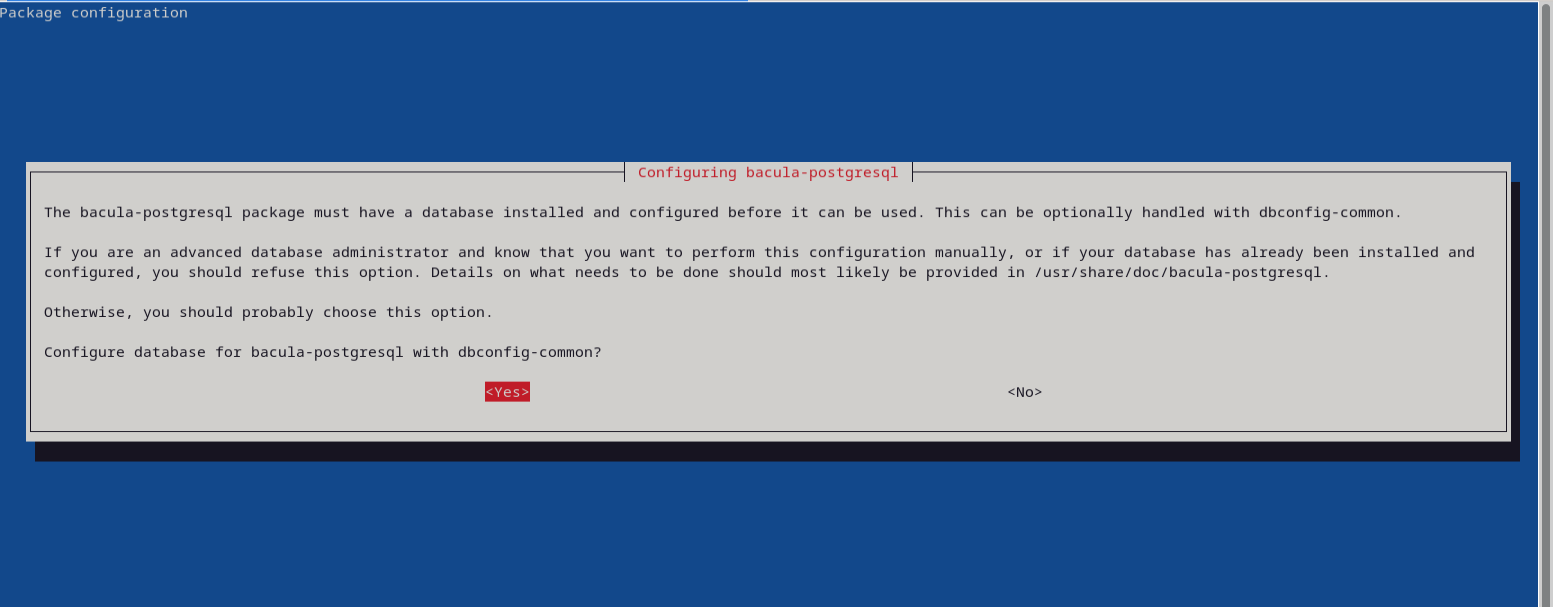 Package configuration
Configuring bacula-postgresql
The bacula-postgresql package must have a database installed and configured before it can be used. This can be optionally handled with dbconfig-common.
If you are an advanced database administrator and know that you want to perform this configuration manually, or if your database has already been installed and
configured, you should refuse this option. Details on what needs to be done should most likely be provided in /usr/share/doc/bacula-postgresql.
Otherwise, you should probably choose this option.
Configure database for bacula-postgresql with dbconfig-common?
<Yes> <No>